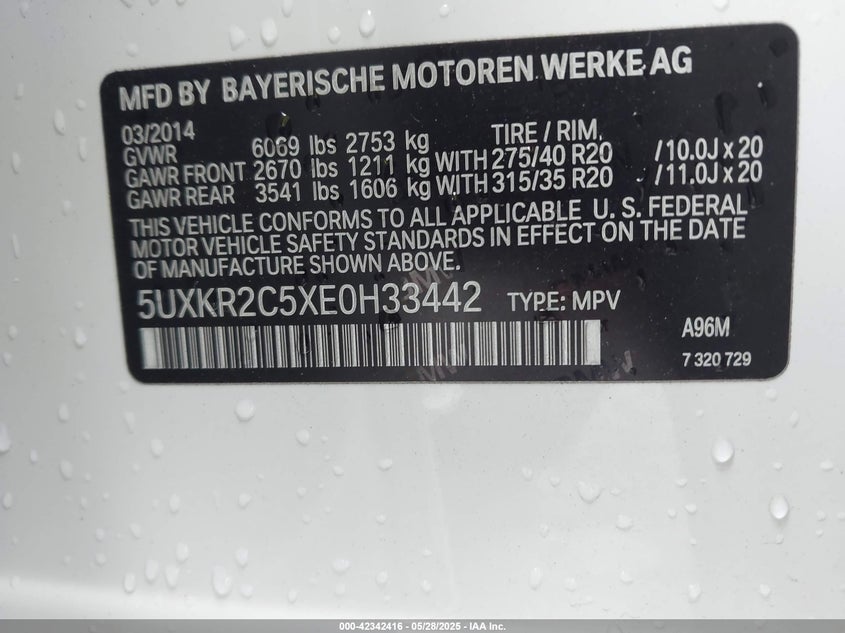 MFD BY BAYERISCHE MOTOREN WERKE AG
03/2014 TIRE / RIM,
GVWR 6069 lbs 2753 kg
GAWR FRONT 2670 lbs 1211 kg WITH 275/40 R20 /10.0J x 20
GAWR REAR 3541 lbs 1606 kg WITH 315/35 R20 /11.0J x 20
THIS VEHICLE CONFORMS TO ALL APPLICABLE U. S. FEDERAL
MOTOR VEHICLE SAFETY STANDARDS IN EFFECT ON THE DATE
OF MANUFACTURE SHOWN ABOVE.
5UXKR2C5XE0H33442 TYPE: MPV
A96M
7 320 729
000-42342416 - 05/28/2025 - IAA Inc.